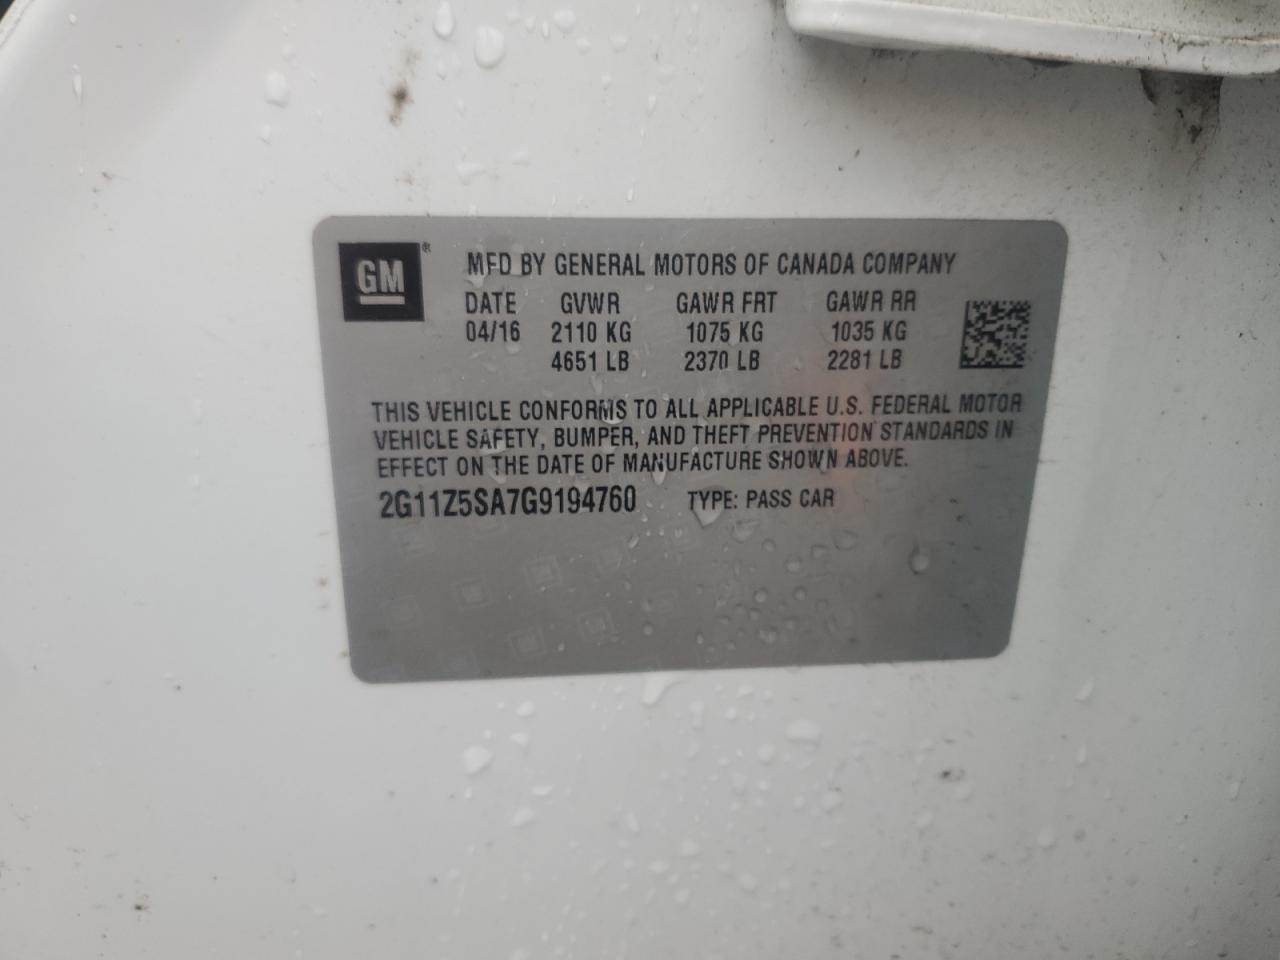 GM®
MFD BY GENERAL MOTORS OF CANADA COMPANY
DATE GVWR GAWR FRT GAWR RR
04/16 2110 KG 1075 KG 1035 KG
4651 LB 2370 LB 2281 LB
THIS VEHICLE CONFORMS TO ALL APPLICABLE U.S. FEDERAL MOTOR
VEHICLE SAFETY, BUMPER, AND THEFT PREVENTION STANDARDS IN
EFFECT ON THE DATE OF MANUFACTURE SHOWN ABOVE.
2G11Z5SA7G9194760 TYPE: PASS CAR